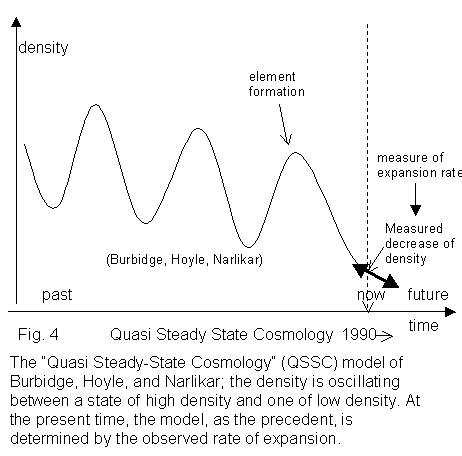 density
element
formation
measure of
expansion rate
Measured
decrease of
density
(Burbidge, Hoyle, Narlikar)
past
now
future
time
Fig. 4 Quasi Steady State Cosmology 1990
The "Quasi Steady-State Cosmology" (QSSC) model of
Burbidge, Hoyle, and Narlikar; the density is oscillating
between a state of high density and one of low density. At
the present time, the model, as the precedent, is
determined by the observed rate of expansion.